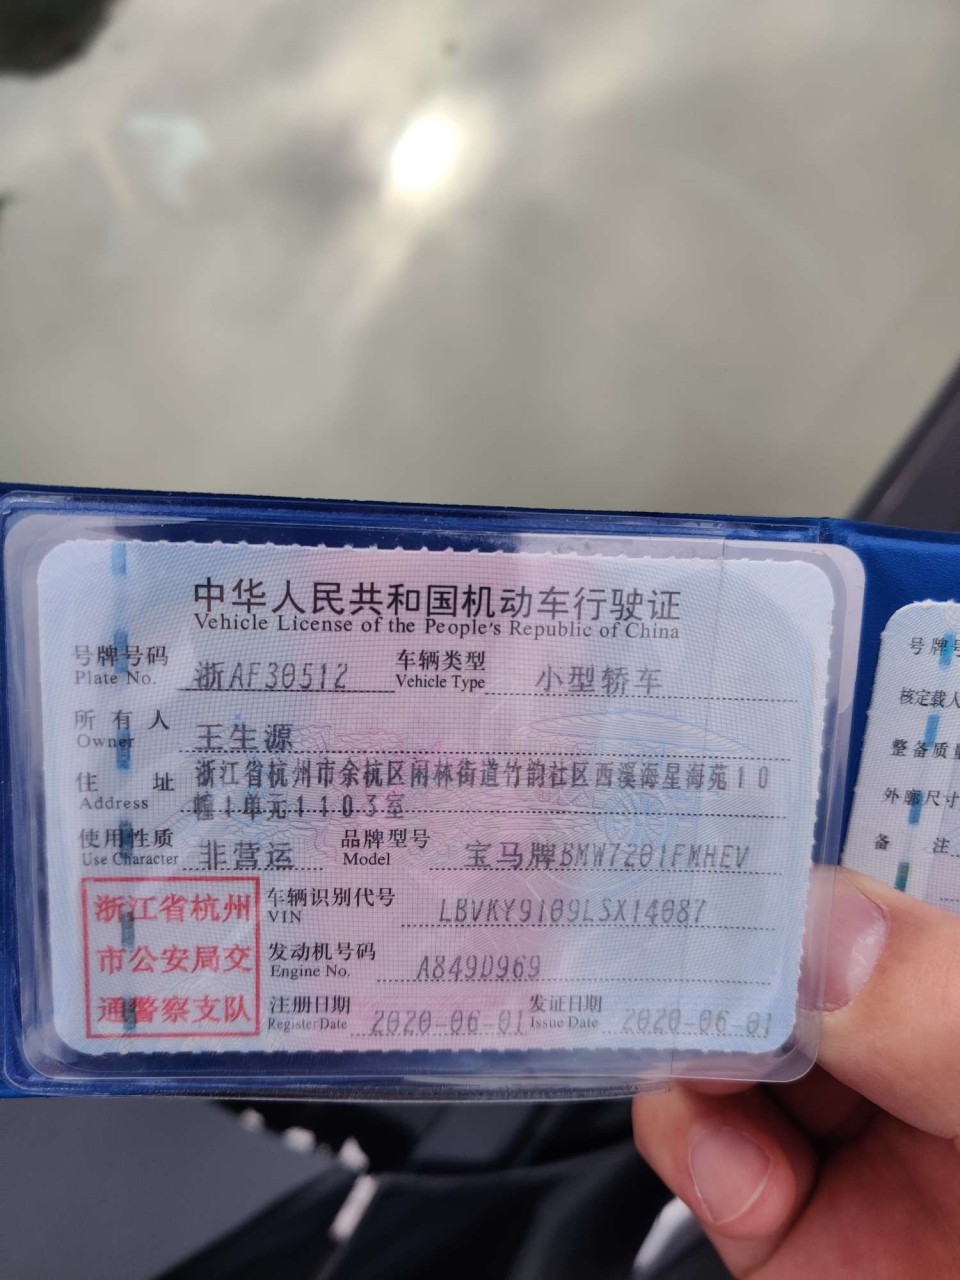 中华人民共和国机动车行驶证
Vehicle License of the People's Republic of China
号牌号码 浙AF30512 车辆类型 小型轿车
Plate No. Vehicle Type
所有人 王生源
Owner
住址 浙江省杭州市余杭区闲林街道竹韵社区西溪海星海苑10
Address 幢1单元1103室
使用性质 非营运 品牌型号 宝马牌BMW7201FMHEV
Use Character Model
浙江省杭州
市公安局交
通警察支队
车辆识别代号 LBVKY9109LSX14087
VIN
发动机号码 A849D969
Engine No.
注册日期 2020-06-01 发证日期 2020-06-01
Register Date Issue Date
号牌号
核定载人
整备质量
外廓尺寸
备注